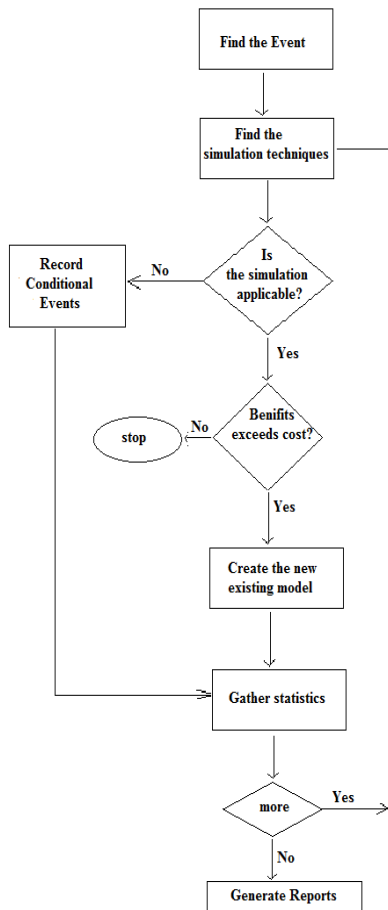 Find the Event
Find the
simulation techniques
Is
the simulation
applicable?
No
Record
Conditional
Events
Yes
Benifits
exceeds cost?
No
stop
Yes
Create the new
existing model
Gather statistics
more
Yes
No
Generate Reports